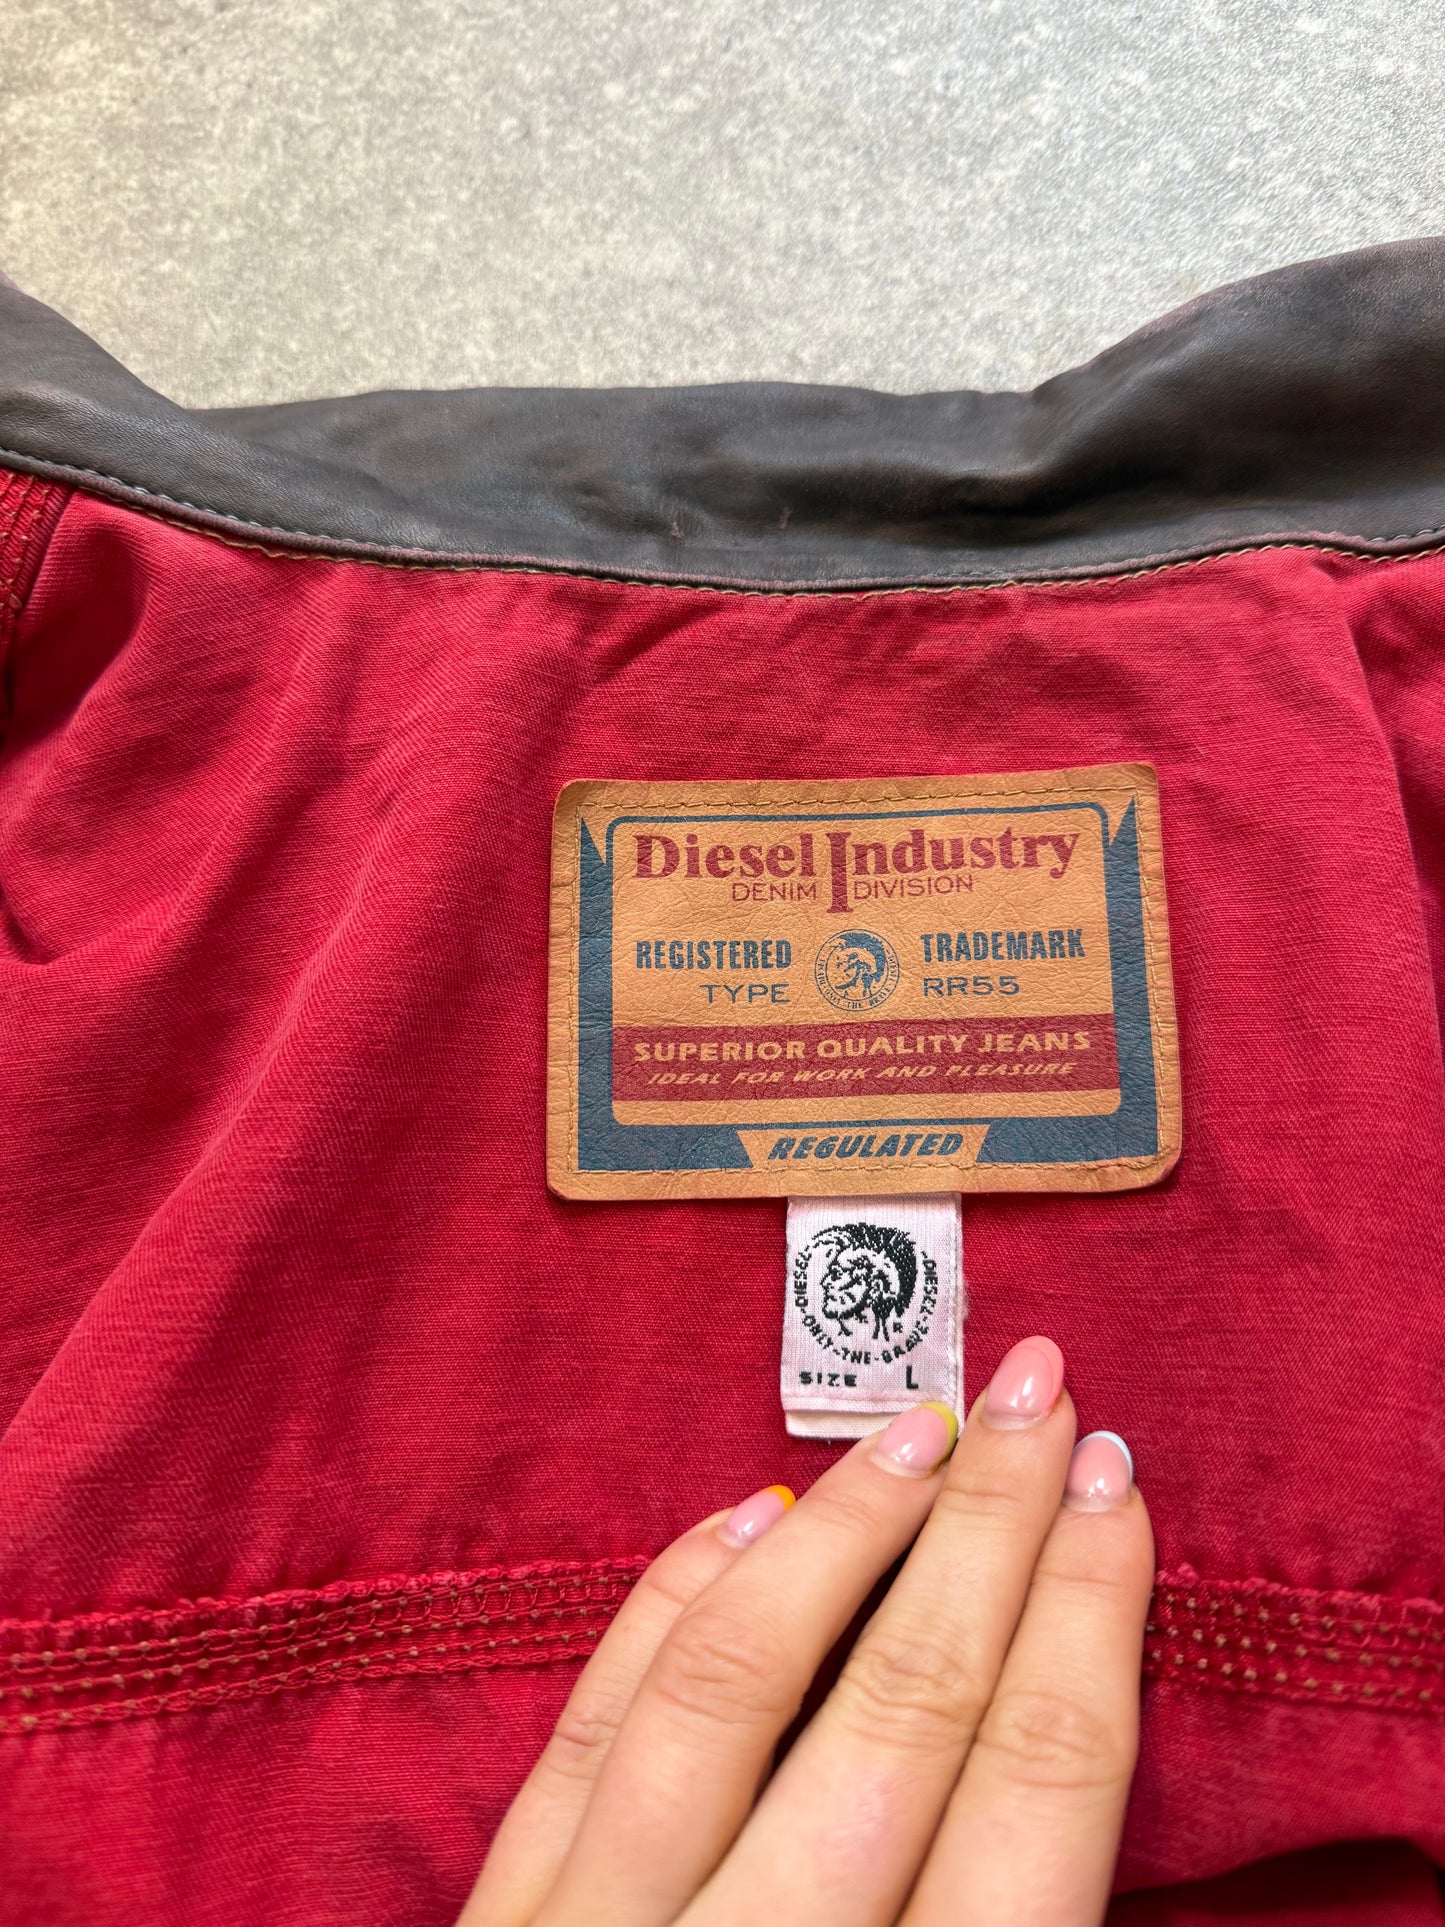 Diesel Industry
DENIM DIVISION
REGISTERED TRADEMARK
TYPE RR55
SUPERIOR QUALITY JEANS
IDEAL FOR WORK AND PLEASURE
REGULATED
DIESEL·ONLY·THE·BRAVE·DIESEL
R
SIZE L